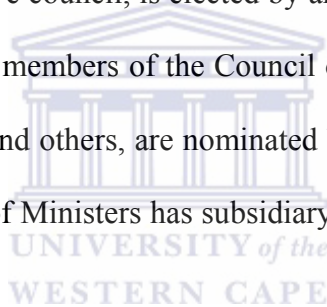 e council, is elected by a
members of the Council
nd others, are nominated
f Ministers has subsidiary
UNIVERSITY of the
WESTERN CAPE